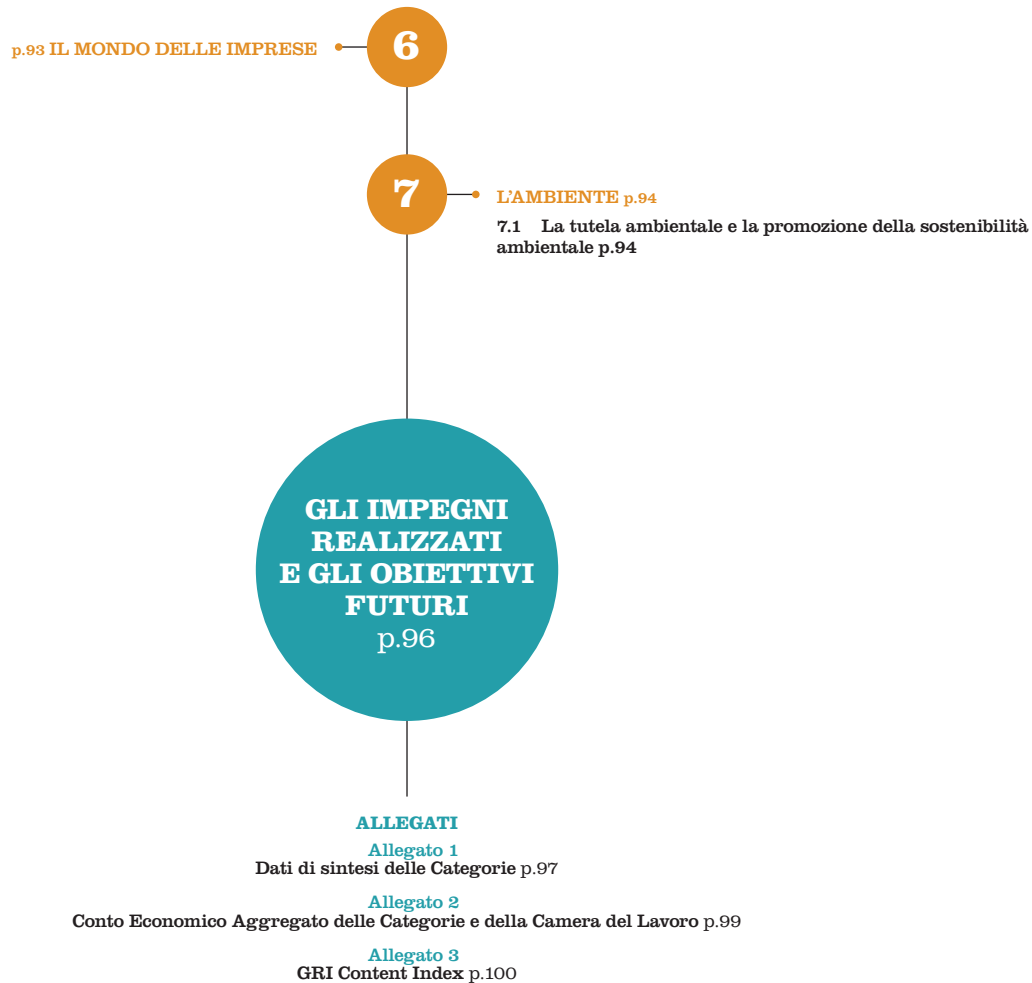 p.93 IL MONDO DELLE IMPRESE
6
7
L'AMBIENTE p.94
7.1 La tutela ambientale e la promozione della sostenibilità
ambientale p.94
GLI IMPEGNI
REALIZZATI
E GLI OBIETTIVI
FUTURI
p.96
ALLEGATI
Allegato 1
Dati di sintesi delle Categorie p.97
Allegato 2
Conto Economico Aggregato delle Categorie e della Camera del Lavoro p.99
Allegato 3
GRI Content Index p.100